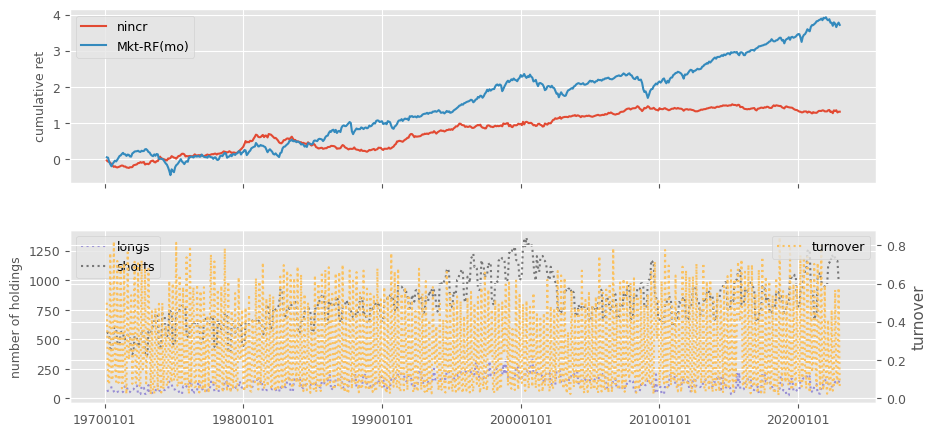 4
3
2
1
0
cumulative ret
nincr
Mkt-RF(mo)
1250
1000
750
500
250
0
number of holdings
longs
shorts
turnover
0.8
0.6
0.4
0.2
0.0
turnover
19700101 19800101 19900101 20000101 20100101 20200101